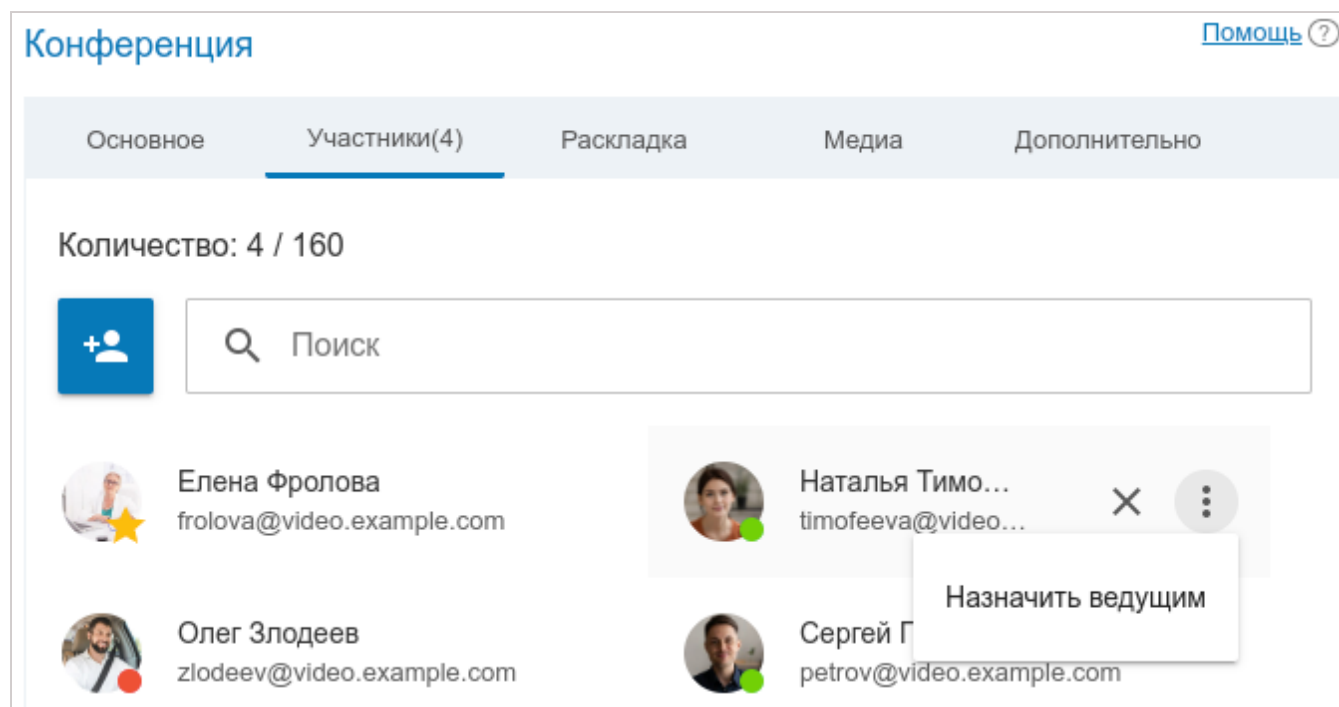 Конференция
Помощь ?
Основное Участники(4) Раскладка Медиа Дополнительно
Количество: 4 / 160
Поиск
Елена Фролова
frolova@video.example.com
Наталья Тимо...
timofeeva@video...
Назначить ведущим
Олег Злодеев
zlodeev@video.example.com
Сергей
petrov@video.example.com